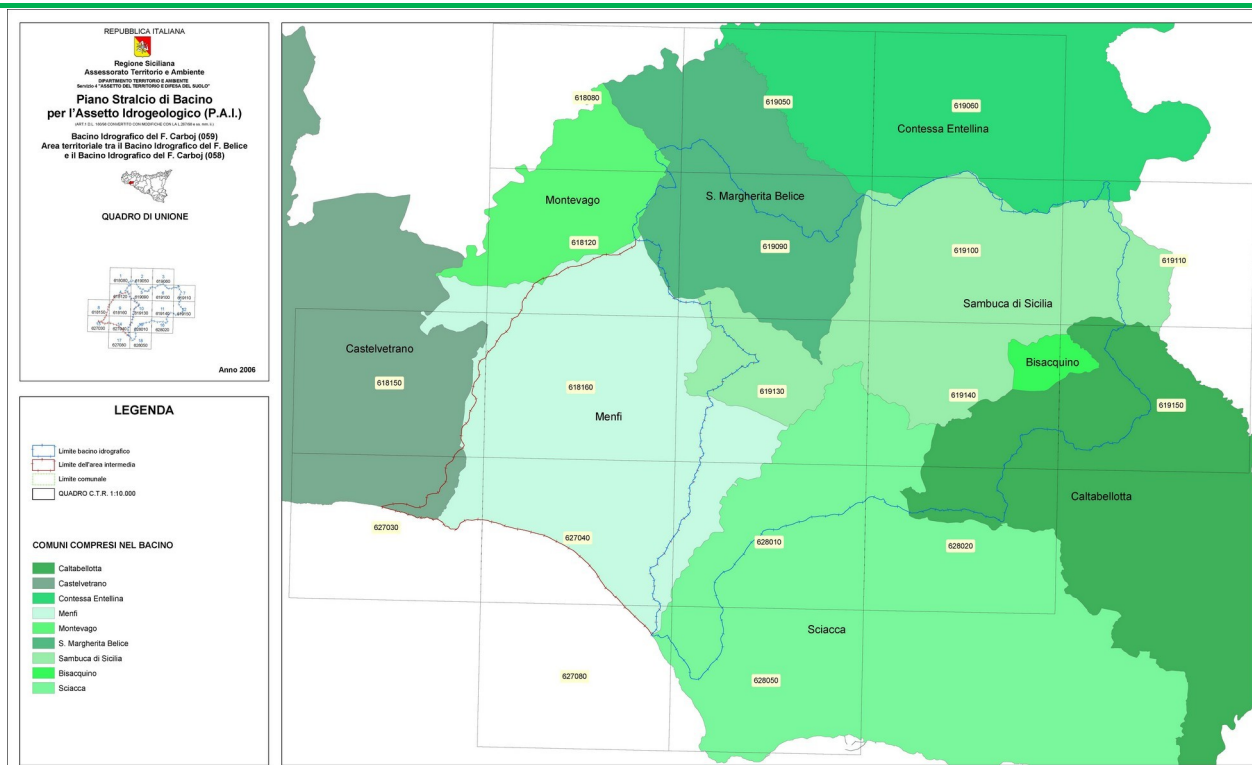 REPUBBLICA ITALIANA
Regione Siciliana
Assessorato Territorio e Ambiente
DIPARTIMENTO TERRITORIO E AMBIENTE
Servizio 4 "ASSETTO DEL TERRITORIO E DIFESA DEL SUOLO"
Piano Stralcio di Bacino
per l'Assetto Idrogeologico (P.A.I.)
Bacino Idrografico del F. Carboj (059)
Area territoriale tra il Bacino Idrografico del F. Belice
e il Bacino Idrografico del F. Carboj (058)
QUADRO DI UNIONE
Anno 2006
LEGENDA
Limite bacino idrografico
Limite dell'area intermedia
Limite comunale
QUADRO C.T.R. 1:10.000
COMUNI COMPRESI NEL BACINO
Caltabellotta
Castelvetrano
Contessa Entellina
Menfi
Montevago
S. Margherita Belice
Sambuca di Sicilia
Bisacquino
Sciacca
618080
619050
619060
Contessa Entellina
Montevago
S. Margherita Belice
618120
619090
619100
619110
Sambuca di Sicilia
Castelvetrano
Bisacquino
618150
618160
619130
619140
619150
Menfi
Caltabellotta
627030
627040
628010
628020
Sciacca
627080
628050